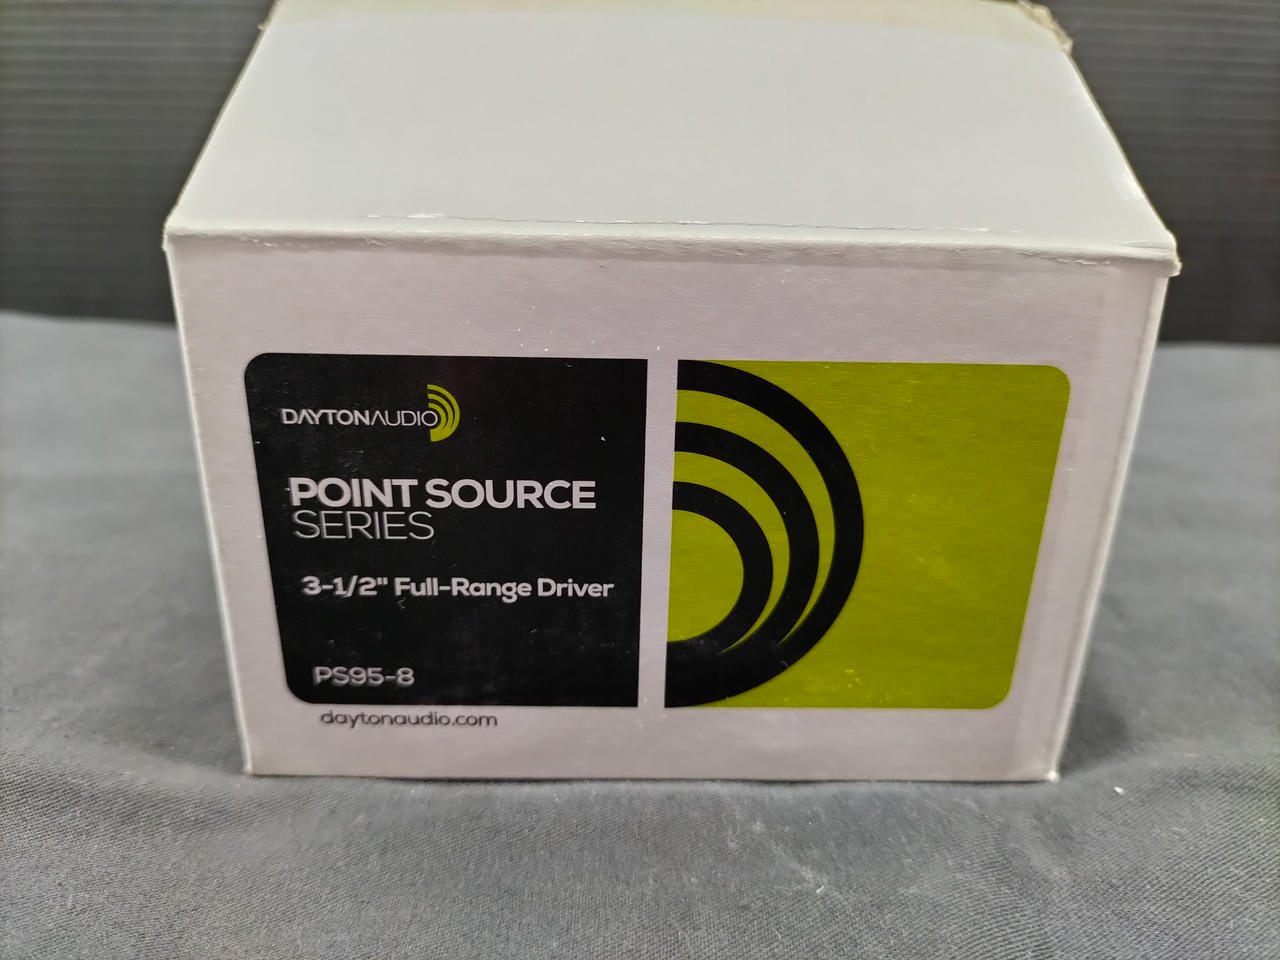 DAYTONAUDIO
POINT SOURCE
SERIES
3-1/2" Full-Range Driver
PS95-8
daytonaudio.com